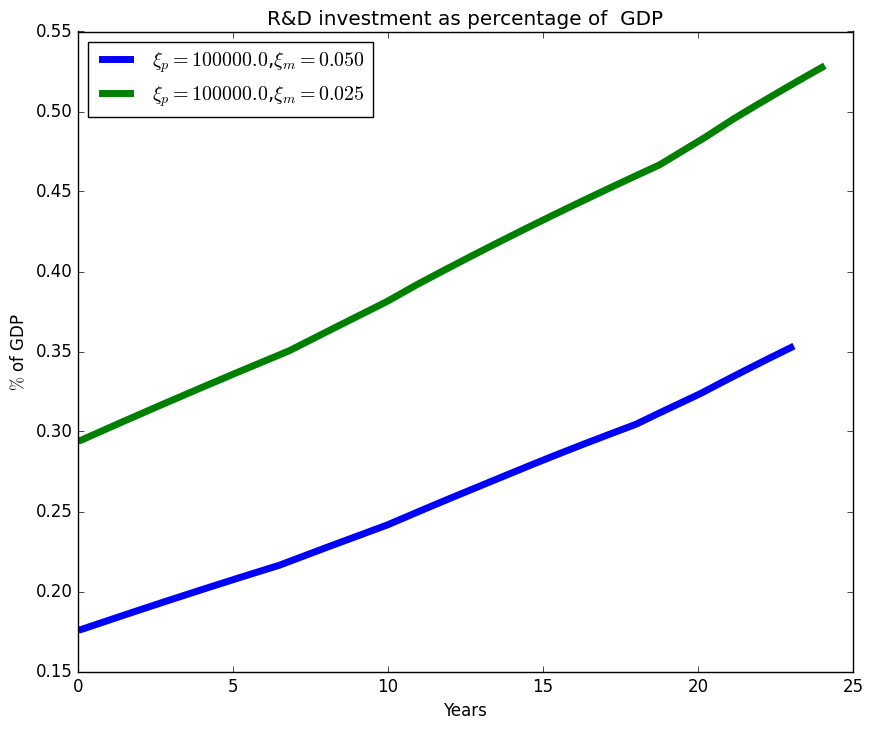 R&D investment as percentage of  GDP
ξp = 100000.0,ξm = 0.050
ξp = 100000.0,ξm = 0.025
% of GDP
0.55
0.50
0.45
0.40
0.35
0.30
0.25
0.20
0.15
0 5 10 15 20 25
Years